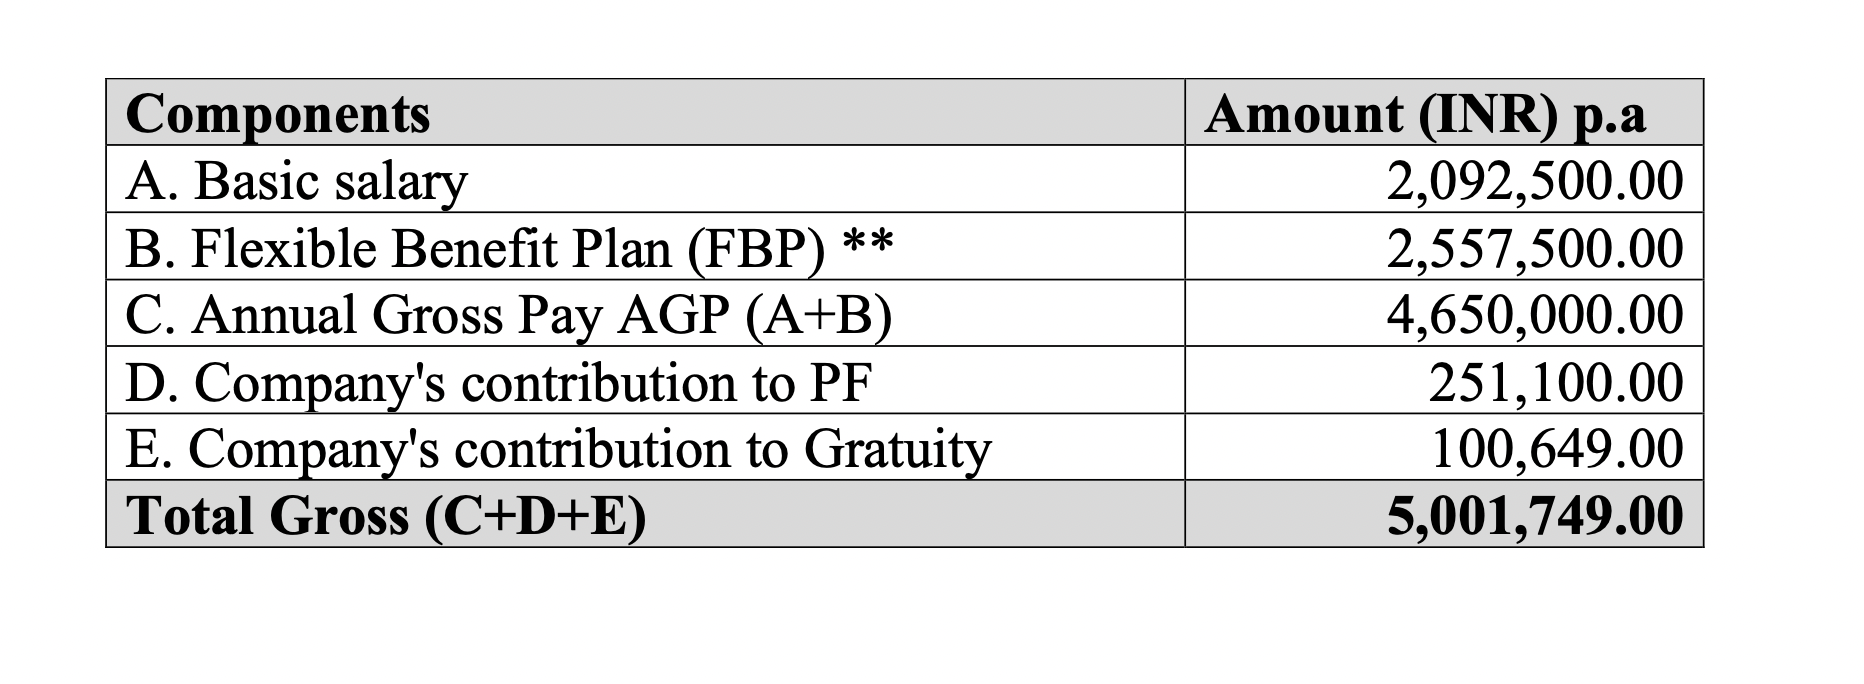 Components Amount (INR) p.a
A. Basic salary 2,092,500.00
B. Flexible Benefit Plan (FBP) ** 2,557,500.00
C. Annual Gross Pay AGP (A+B) 4,650,000.00
D. Company's contribution to PF 251,100.00
E. Company's contribution to Gratuity 100,649.00
Total Gross (C+D+E) 5,001,749.00